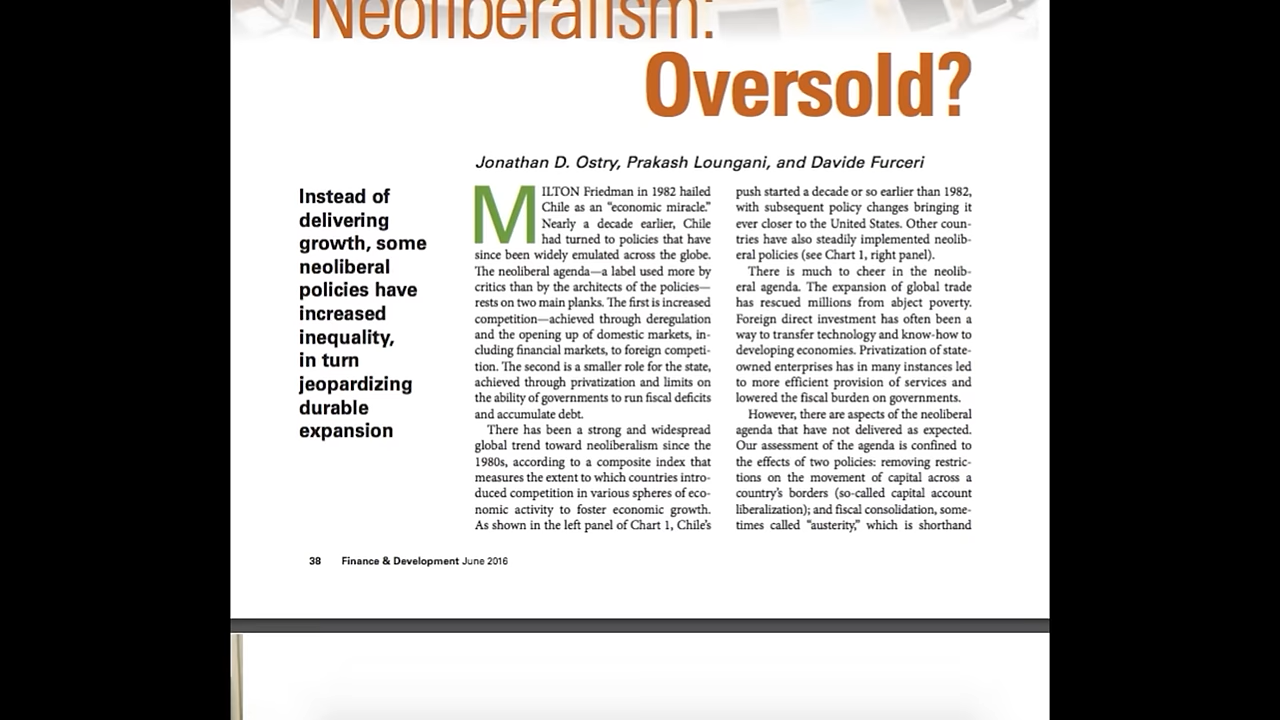 Neoliberalism:
Oversold?
Jonathan D. Ostry, Prakash Loungani, and Davide Furceri
Instead of
delivering
growth, some
neoliberal
policies have
increased
inequality,
in turn
jeopardizing
durable
expansion
MILTON Friedman in 1982 hailed
Chile as an “economic miracle.”
Nearly a decade earlier, Chile
had turned to policies that have
since been widely emulated across the globe.
The neoliberal agenda—a label used more by
critics than by the architects of the policies—
rests on two main planks. The first is increased
competition—achieved through deregulation
and the opening up of domestic markets, in-
cluding financial markets, to foreign competi-
tion. The second is a smaller role for the state,
achieved through privatization and limits on
the ability of governments to run fiscal deficits
and accumulate debt.
There has been a strong and widespread
global trend toward neoliberalism since the
1980s, according to a composite index that
measures the extent to which countries intro-
duced competition in various spheres of eco-
nomic activity to foster economic growth.
As shown in the left panel of Chart 1, Chile’s
push started a decade or so earlier than 1982,
with subsequent policy changes bringing it
ever closer to the United States. Other coun-
tries have also steadily implemented neolib-
eral policies (see Chart 1, right panel).
There is much to cheer in the neolib-
eral agenda. The expansion of global trade
has rescued millions from abject poverty.
Foreign direct investment has often been a
way to transfer technology and know-how to
developing economies. Privatization of state-
owned enterprises has in many instances led
to more efficient provision of services and
lowered the fiscal burden on governments.
However, there are aspects of the neoliberal
agenda that have not delivered as expected.
Our assessment of the agenda is confined to
the effects of two policies: removing restric-
tions on the movement of capital across a
country’s borders (so-called capital account
liberalization); and fiscal consolidation, some-
times called “austerity,” which is shorthand
38 Finance & Development June 2016